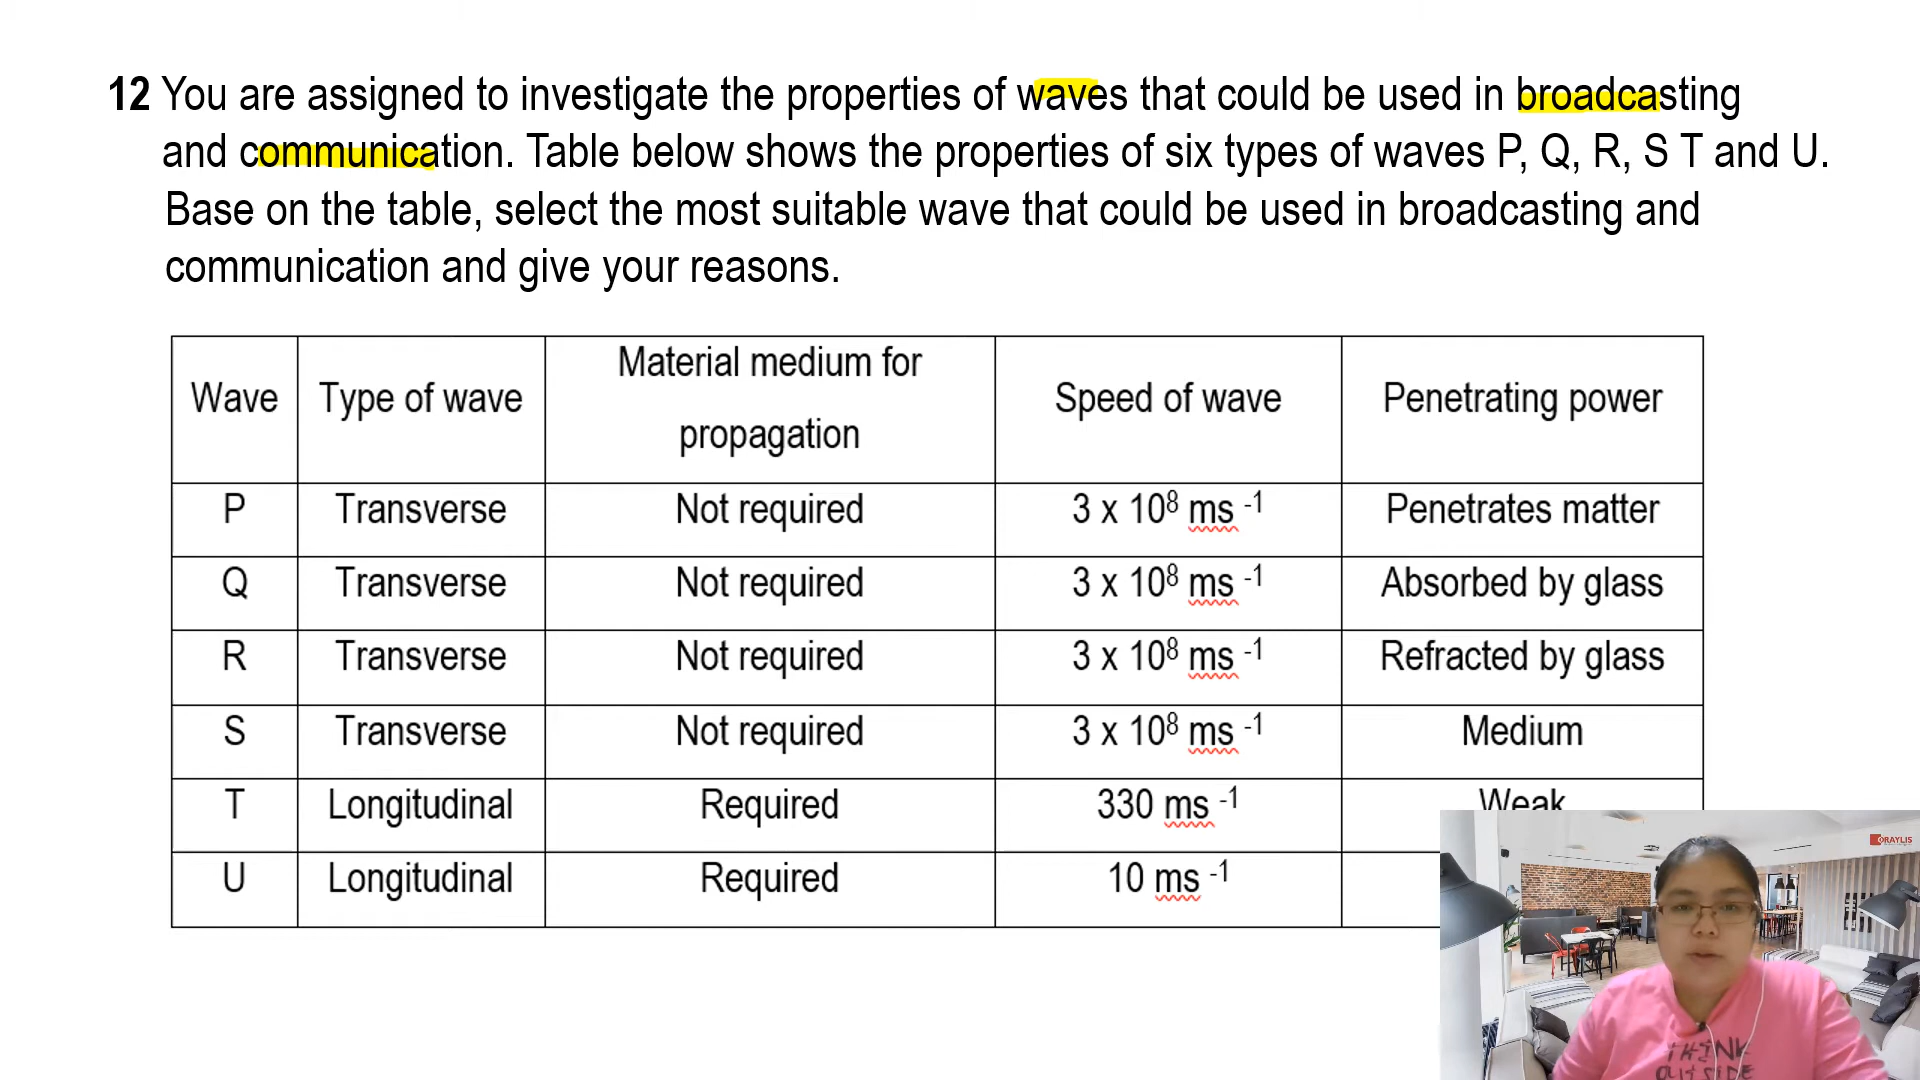 12 You are assigned to investigate the properties of waves that could be used in broadcasting
and communication. Table below shows the properties of six types of waves P, Q, R, S T and U.
Base on the table, select the most suitable wave that could be used in broadcasting and
communication and give your reasons.
Wave Type of wave Material medium for propagation Speed of wave Penetrating power
P Transverse Not required 3 x 10⁸ ms ⁻¹ Penetrates matter
Q Transverse Not required 3 x 10⁸ ms ⁻¹ Absorbed by glass
R Transverse Not required 3 x 10⁸ ms ⁻¹ Refracted by glass
S Transverse Not required 3 x 10⁸ ms ⁻¹ Medium
T Longitudinal Required 330 ms ⁻¹ Weak
U Longitudinal Required 10 ms ⁻¹
ORAYLIS
THINK
OUTSIDE